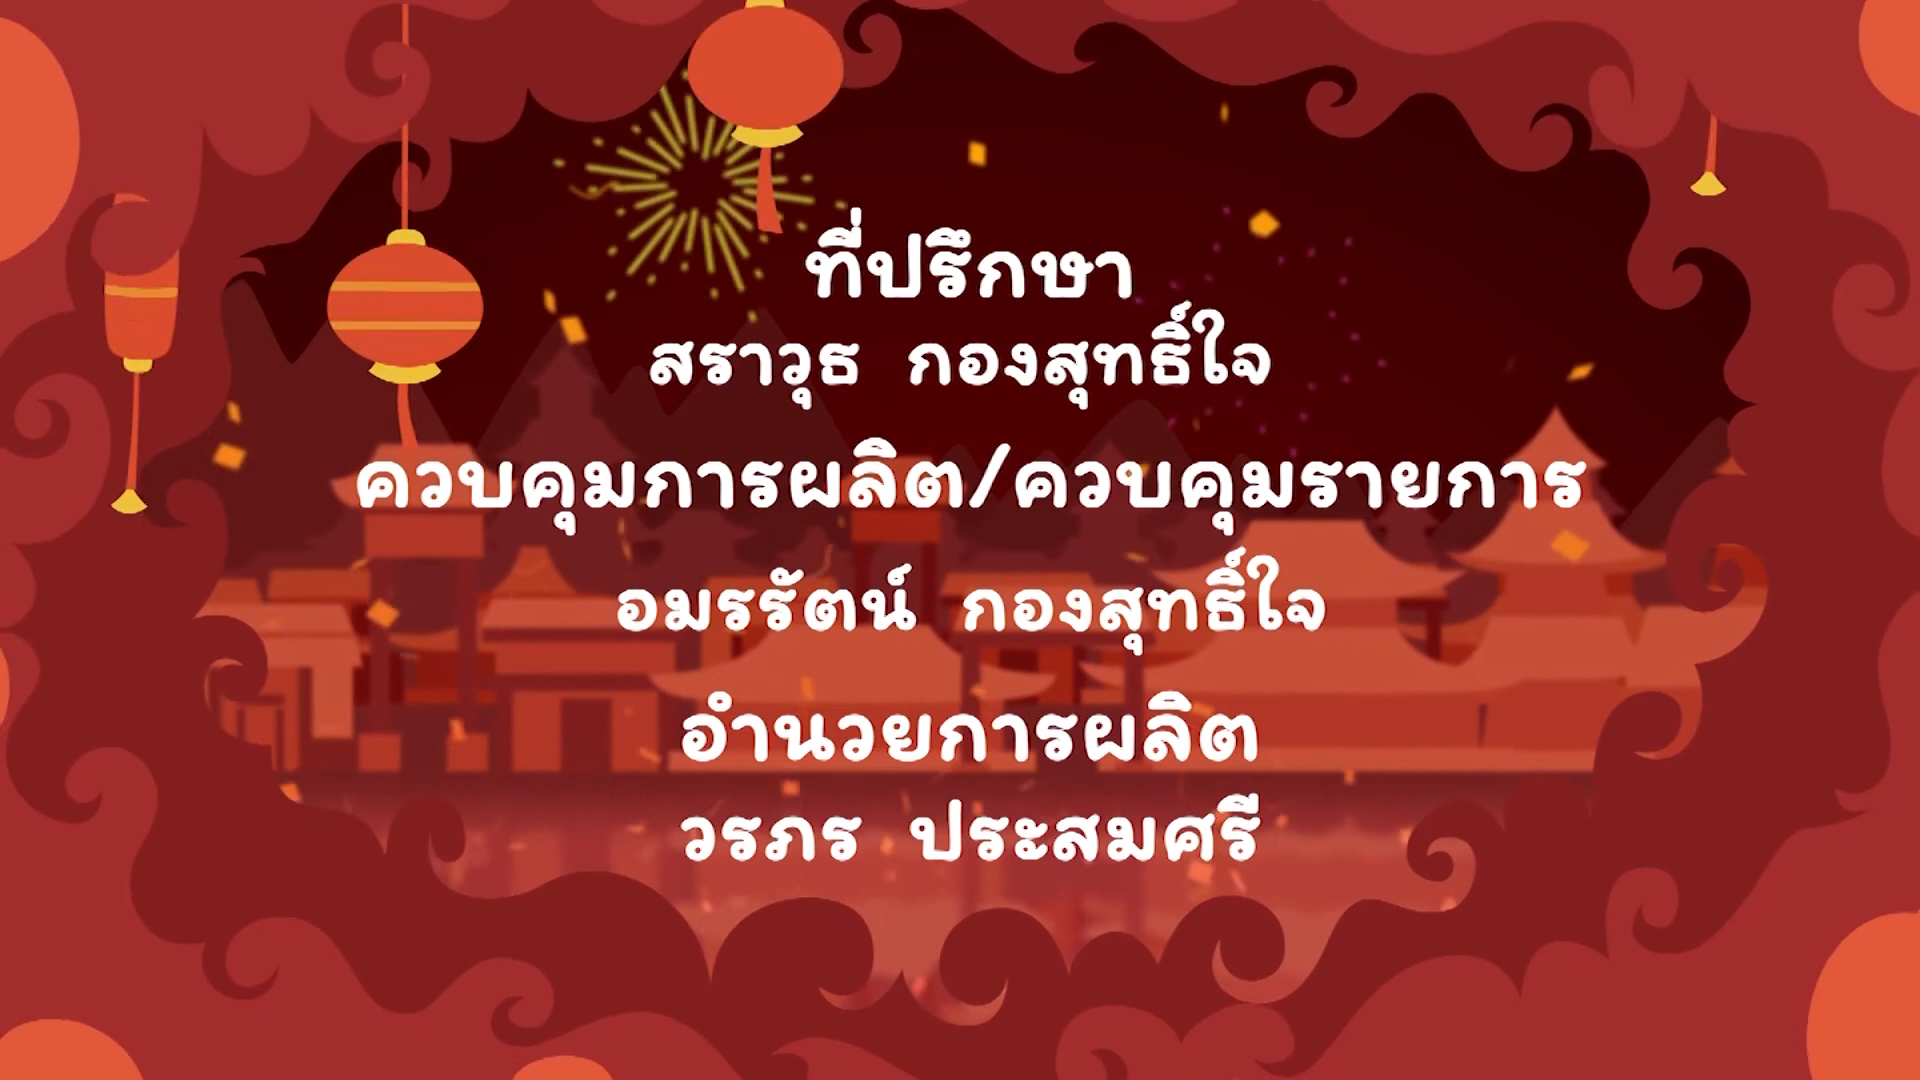 ที่ปรึกษา
สราวุธ กองสุทธิ์ใจ
ควบคุมการผลิต/ควบคุมรายการ
อมรรัตน์ กองสุทธิ์ใจ
อำนวยการผลิต
วรภร ประสมศรี